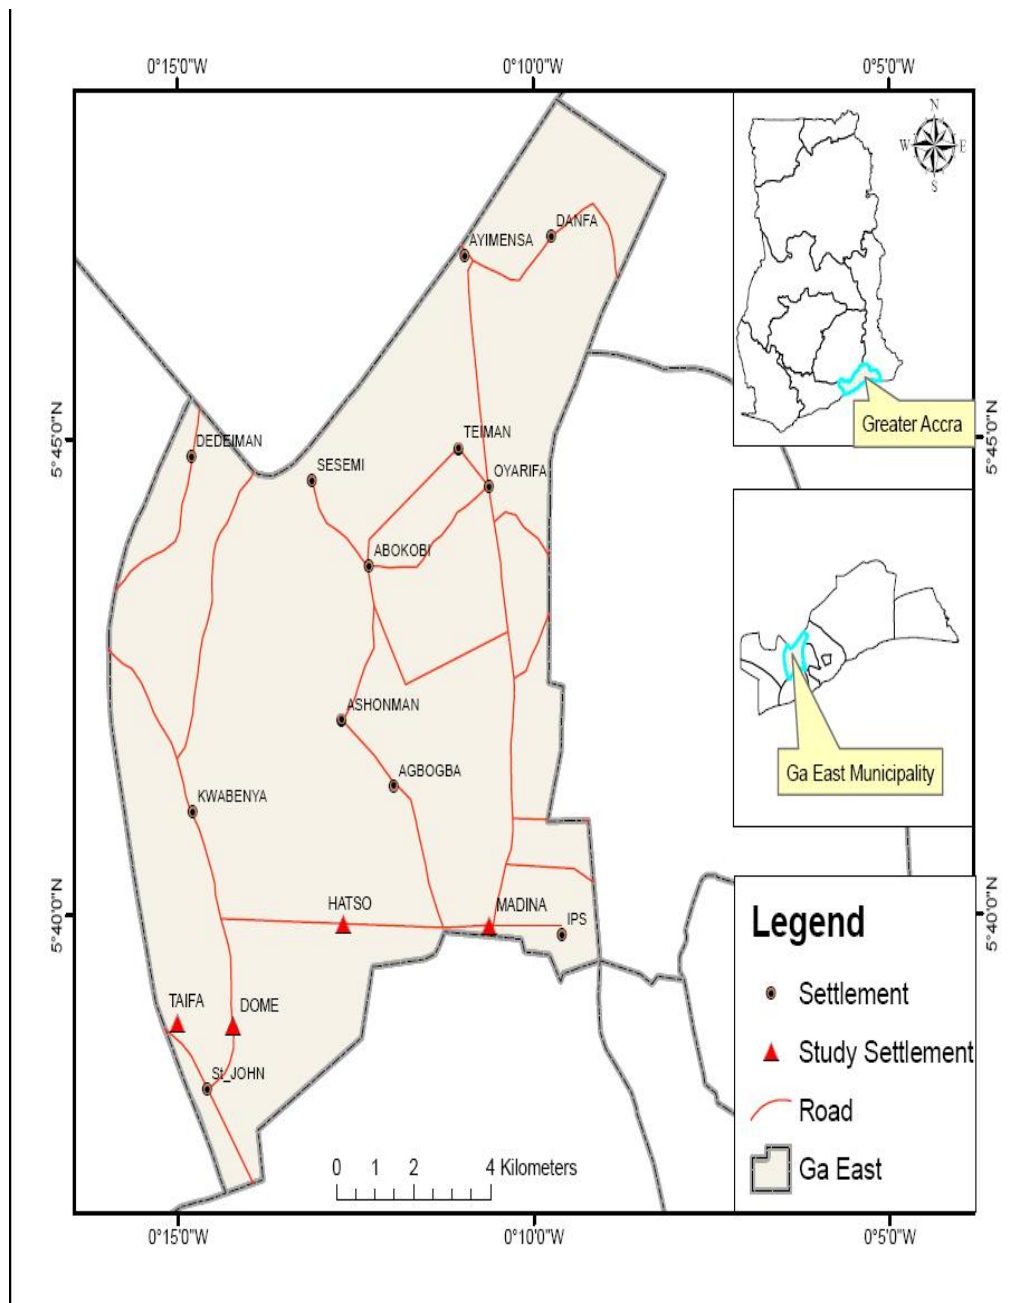 0°15'0"W
0°10'0"W
0°5'0"W
N
W
E
S
DANFA
AYIMENSA
Greater Accra
5°45'0"N
5°45'0"N
DEDEIMAN
TEIMAN
SESEMI
OYARIFA
ABOKOBI
ASHONMAN
AGBOGBA
Ga East Municipality
KWABENYA
HATSO
MADINA
IPS
5°40'0"N
5°40'0"N
TAIFA
DOME
St_JOHN
Legend
Settlement
Study Settlement
Road
Ga East
0 1 2 4 Kilometers
0°15'0"W
0°10'0"W
0°5'0"W